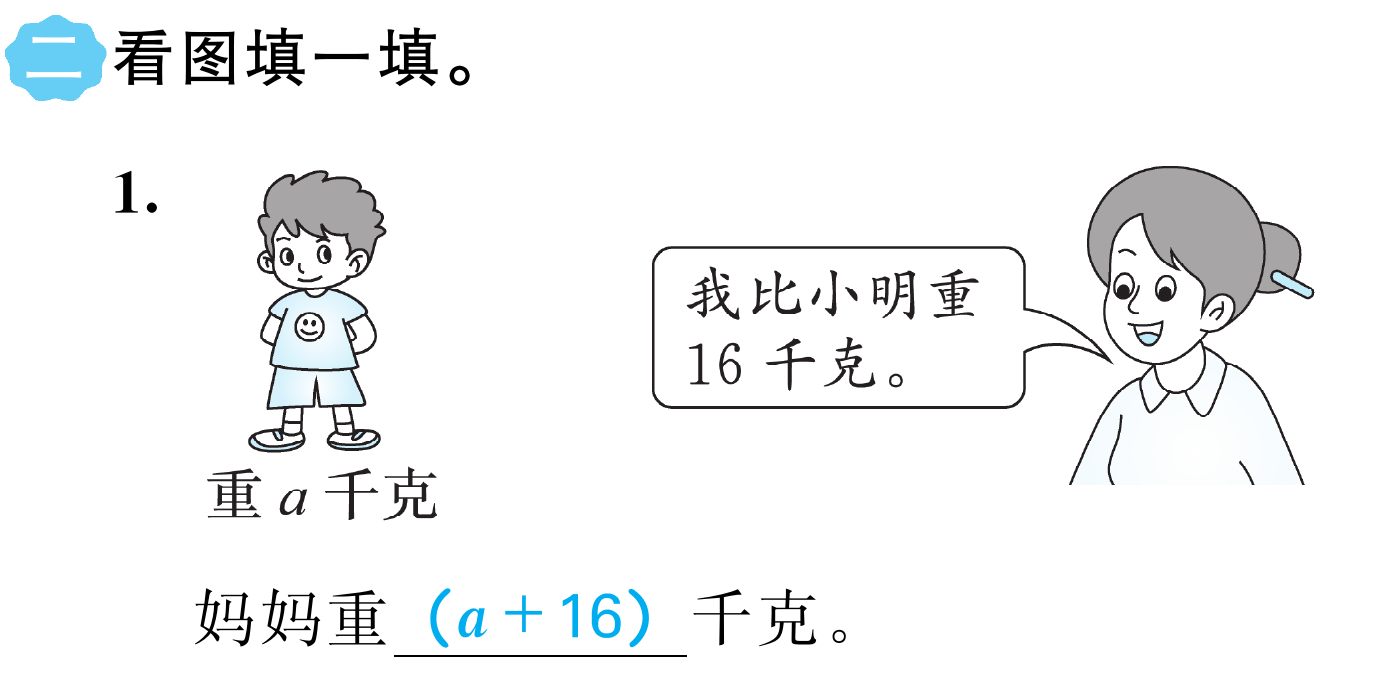 二 看图填一填。
1.
我比小明重
16 千克。
重 a 千克
妈妈重（a＋16）千克。